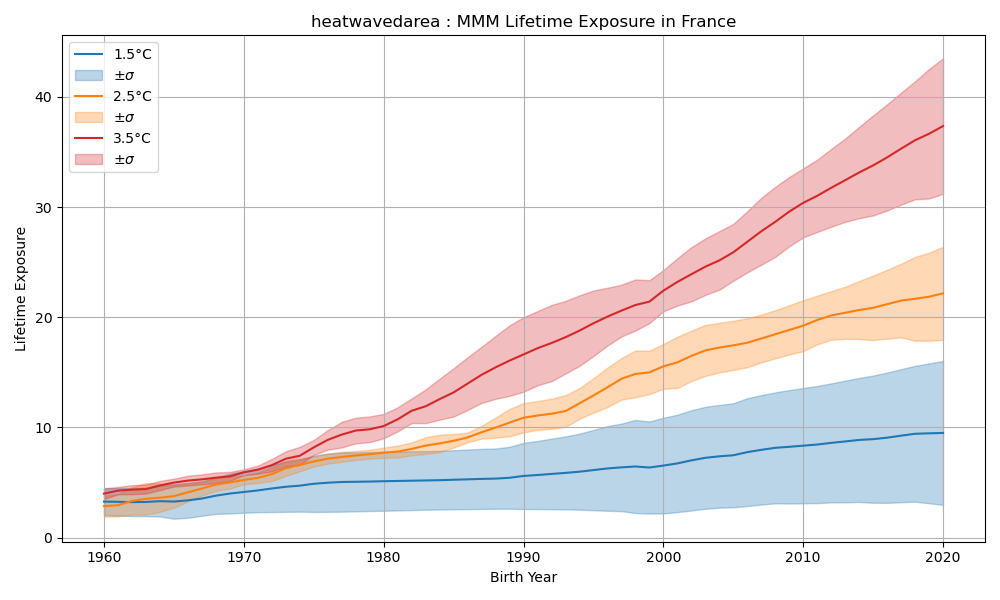 heatwavedarea : MMM Lifetime Exposure in France
1.5°C
±σ
2.5°C
±σ
3.5°C
±σ
Lifetime Exposure
40
30
20
10
0
1960
1970
1980
1990
2000
2010
2020
Birth Year